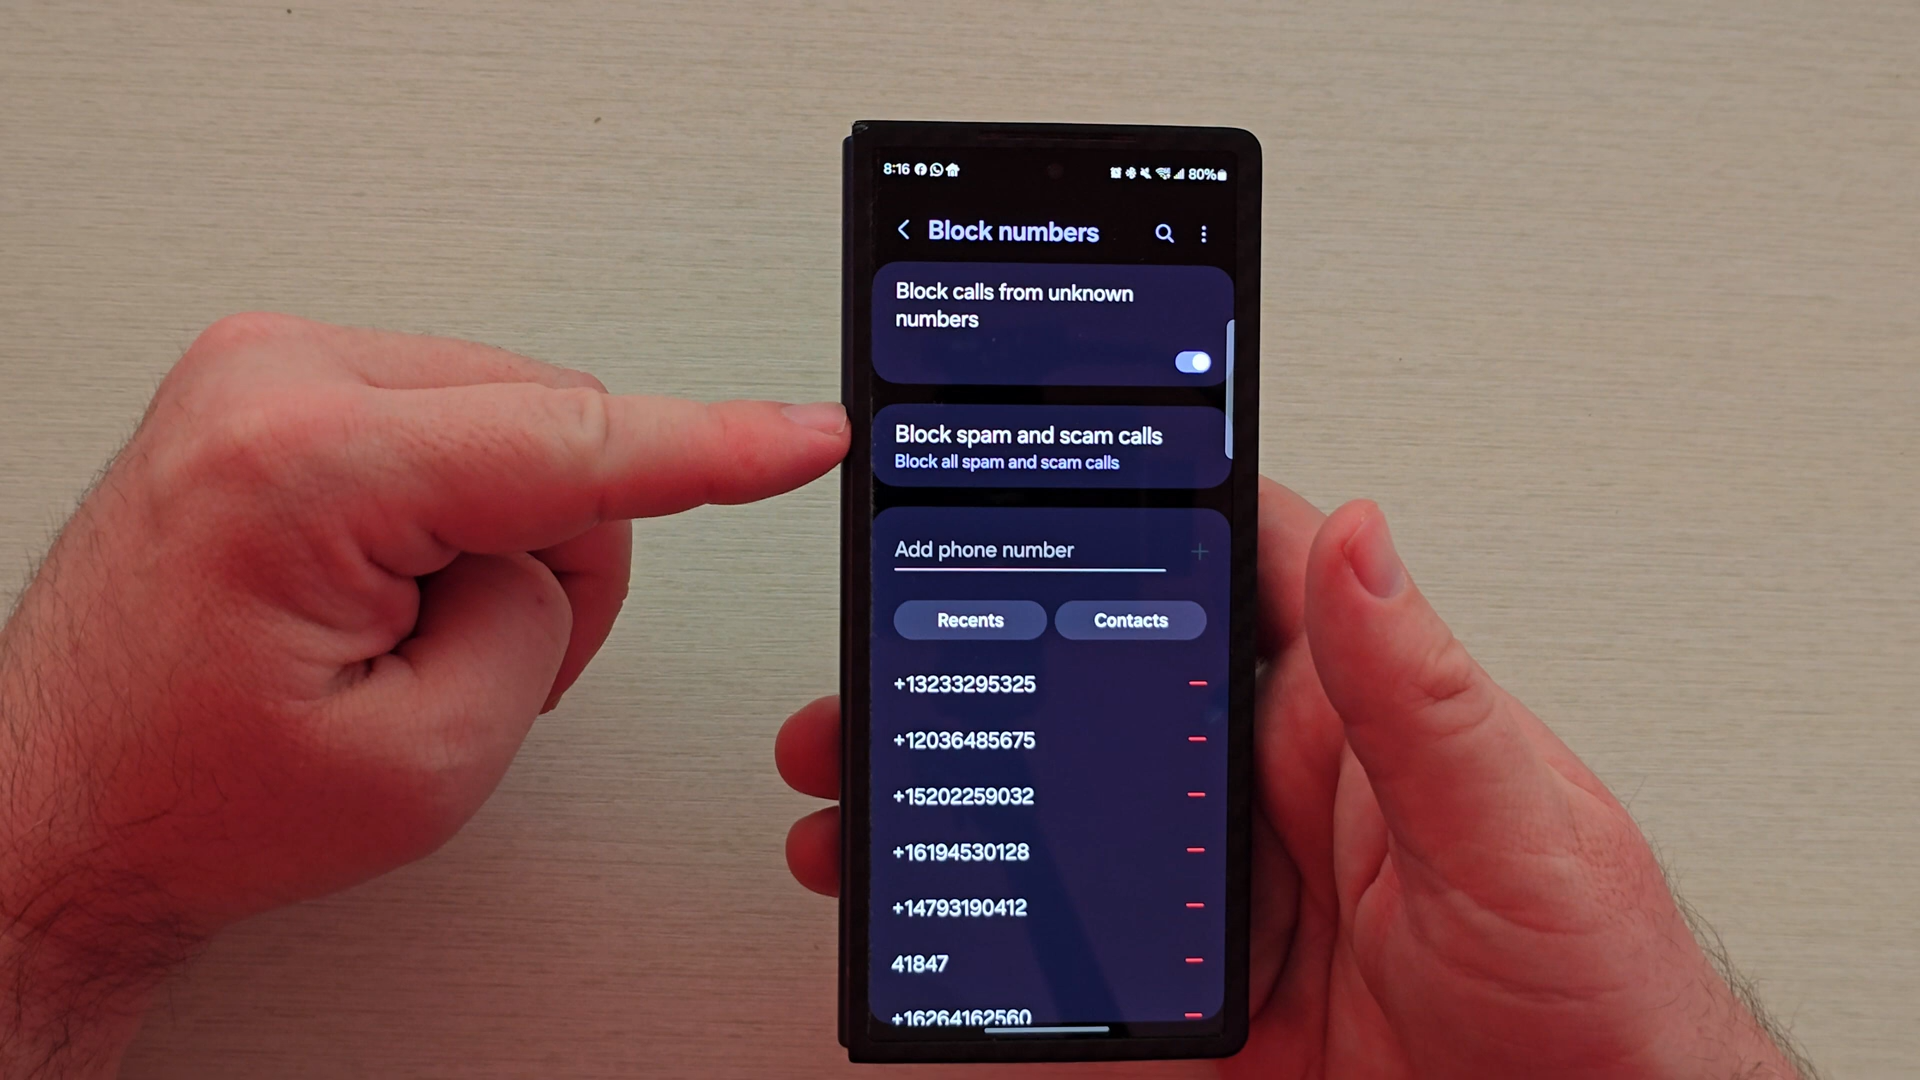 8:16 80%
Block numbers
Block calls from unknown
numbers
Block spam and scam calls
Block all spam and scam calls
Add phone number
Recents Contacts
+13233295325
+12036485675
+15202259032
+16194530128
+14793190412
41847
+16264162560